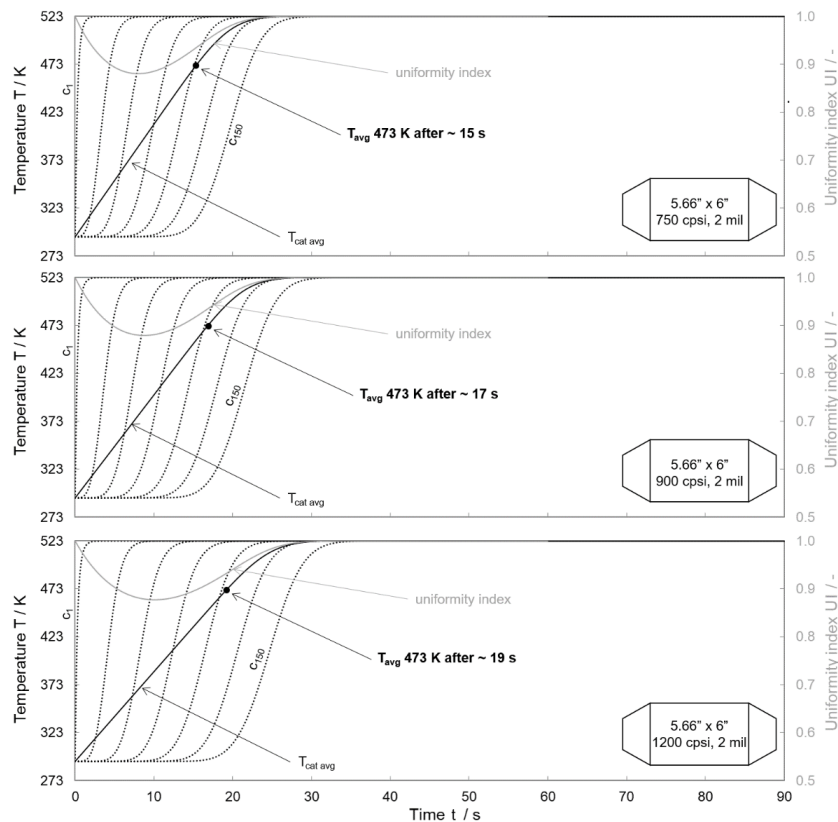 523
473
423
373
323
273
Temperature T / K
c1
uniformity index
Tavg 473 K after ~ 15 s
c150
Tcat avg
5.66" x 6"
750 cpsi, 2 mil
1.0
0.9
0.8
0.7
0.6
0.5
Uniformity index UI / -
523
473
423
373
323
273
Temperature T / K
c1
uniformity index
Tavg 473 K after ~ 17 s
c150
Tcat avg
5.66" x 6"
900 cpsi, 2 mil
1.0
0.9
0.8
0.7
0.6
0.5
Uniformity index UI / -
523
473
423
373
323
273
Temperature T / K
c1
uniformity index
Tavg 473 K after ~ 19 s
c150
Tcat avg
5.66" x 6"
1200 cpsi, 2 mil
1.0
0.9
0.8
0.7
0.6
0.5
Uniformity index UI / -
0 10 20 30 40 50 60 70 80 90
Time t / s